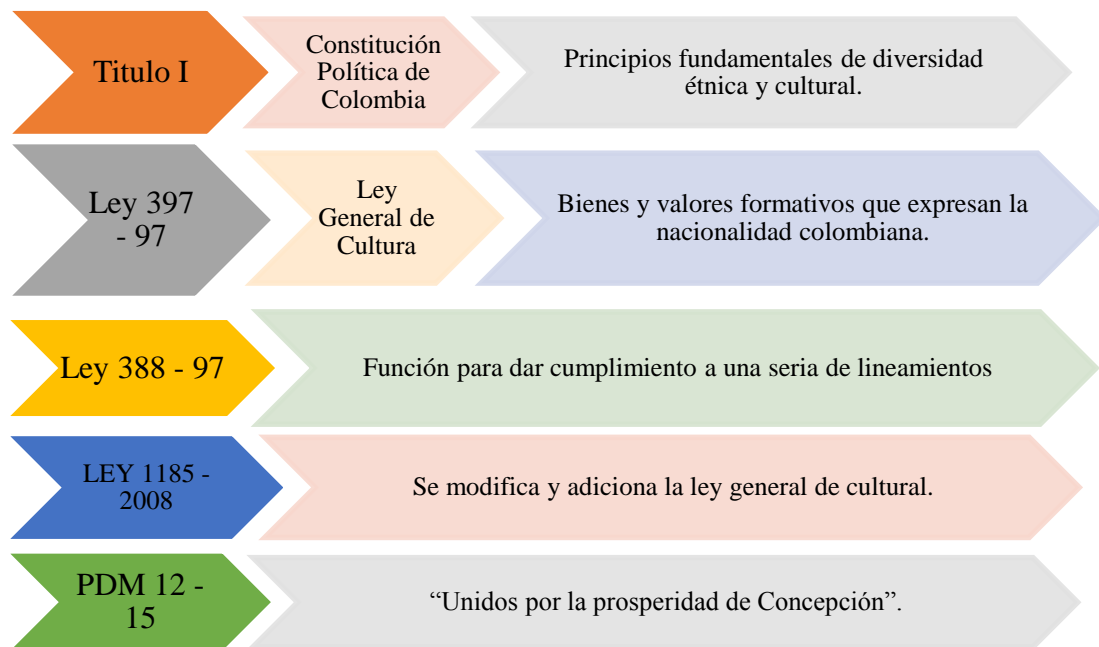 Titulo I
Constitución
Política de
Colombia
Principios fundamentales de diversidad
étnica y cultural.
Ley 397
- 97
Ley
General de
Cultura
Bienes y valores formativos que expresan la
nacionalidad colombiana.
Ley 388 - 97
Función para dar cumplimiento a una seria de lineamientos
LEY 1185 -
2008
Se modifica y adiciona la ley general de cultural.
PDM 12 -
15
“Unidos por la prosperidad de Concepción”.